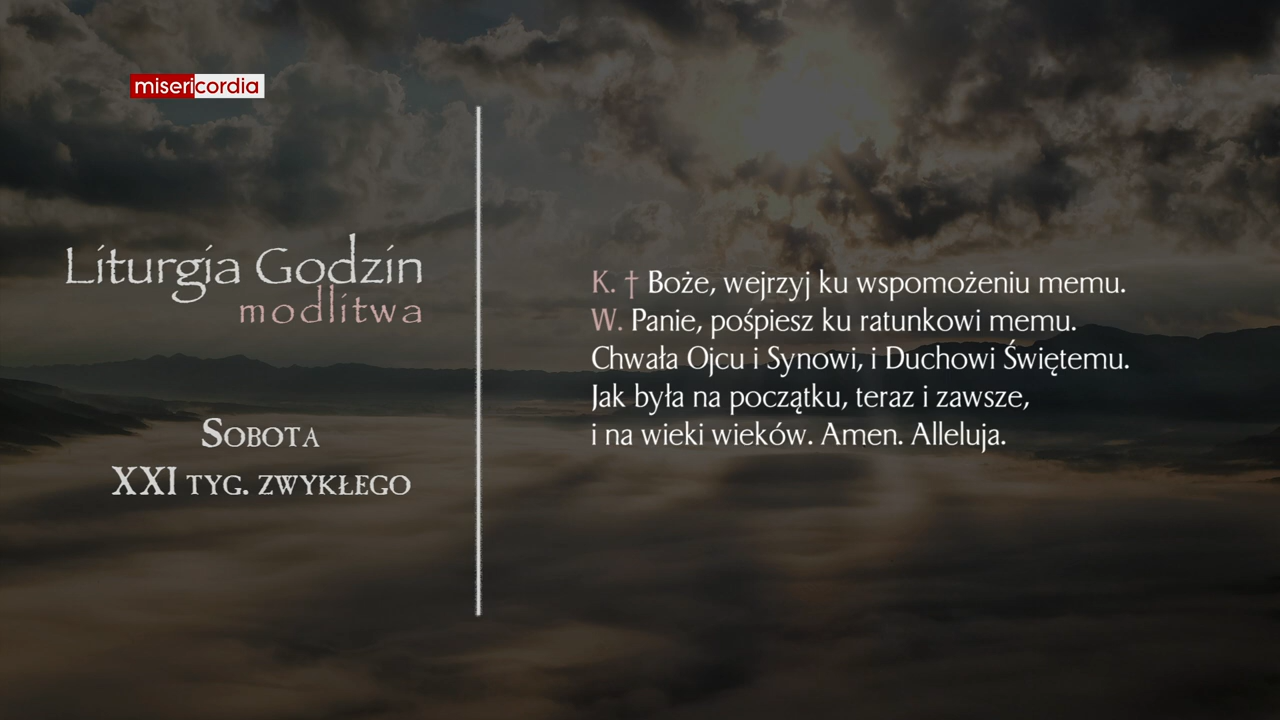 misericordia
Liturgia Godzin
modlitwa
Sobota
XXI tyg. zwykłego
K. † Boże, wejrzyj ku wspomożeniu memu.
W. Panie, pośpiesz ku ratunkowi memu.
Chwała Ojcu i Synowi, i Duchowi Świętemu.
Jak była na początku, teraz i zawsze,
i na wieki wieków. Amen. Alleluja.